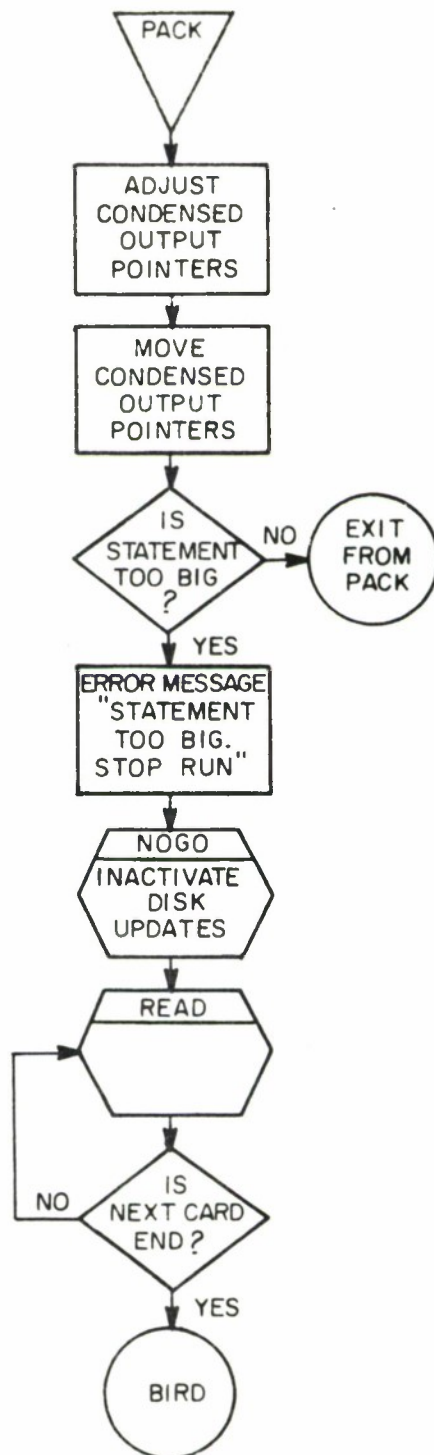 PACK
ADJUST
CONDENSED
OUTPUT
POINTERS
MOVE
CONDENSED
OUTPUT
POINTERS
IS
STATEMENT
TOO BIG
?
NO
EXIT
FROM
PACK
YES
ERROR MESSAGE
"STATEMENT
TOO BIG.
STOP RUN"
NOGO
INACTIVATE
DISK
UPDATES
READ
IS
NEXT CARD
END?
NO
YES
BIRD